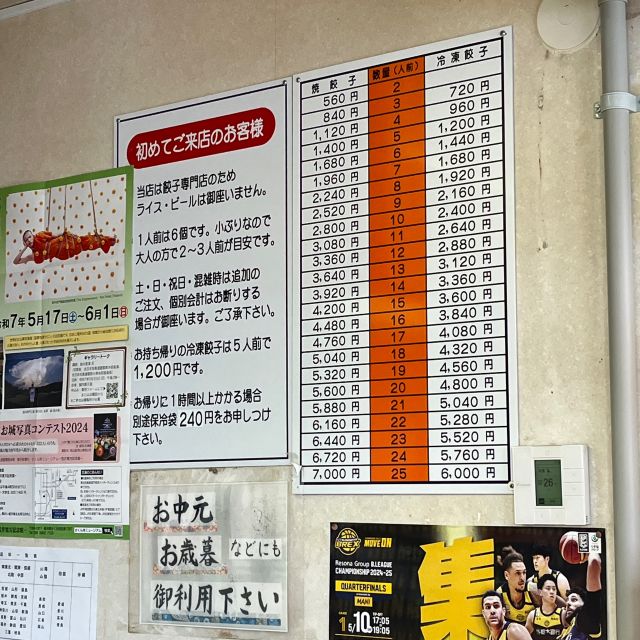 初めてご来店のお客様
当店は餃子専門店のため
ライス・ビールは御座いません。
1人前は6個です。小ぶりなので
大人の方で2~3人前が目安です。
土・日・祝日・混雑時は追加の
ご注文、個別会計はお断りする
場合が御座います。ご了承下さい。
お持ち帰りの冷凍餃子は5人前で
1,200円です。
お帰りに1時間以上かかる場合
別途保冷袋240円をお申しつけ
下さい。
焼餃子 数量(人前) 冷凍餃子
560円 2
840円 3 720円
1,120円 4 960円
1,400円 5 1,200円
1,680円 6 1,440円
1,960円 7 1,680円
2,240円 8 1,920円
2,520円 9 2,160円
2,800円 10 2,400円
3,080円 11 2,640円
3,360円 12 2,880円
3,640円 13 3,120円
3,920円 14 3,360円
4,200円 15 3,600円
4,480円 16 3,840円
4,760円 17 4,080円
5,040円 18 4,320円
5,320円 19 4,560円
5,600円 20 4,800円
5,880円 21 5,040円
6,160円 22 5,280円
6,440円 23 5,520円
6,720円 24 5,760円
7,000円 25 6,000円
和7年5月17日(土)~6月1日(日)
ギャラリートーク
お城写真コンテスト2024
お中元
お歳暮 などにも
御利用下さい
26
BREX
MOVE ON
Resona Group B.LEAGUE
CHAMPIONSHIP 2024-25
QUARTERFINALS
GAME 1 5/10 17:05
19:05
集